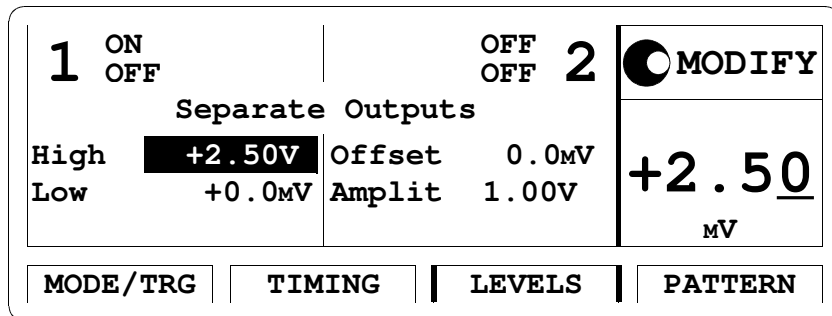 1 ON OFF 2
OFF OFF
MODIFY
Separate Outputs
High +2.50V Offset 0.0mV
Low +0.0mV Amplit 1.00V
+2.50
mV
MODE/TRG TIMING LEVELS PATTERN